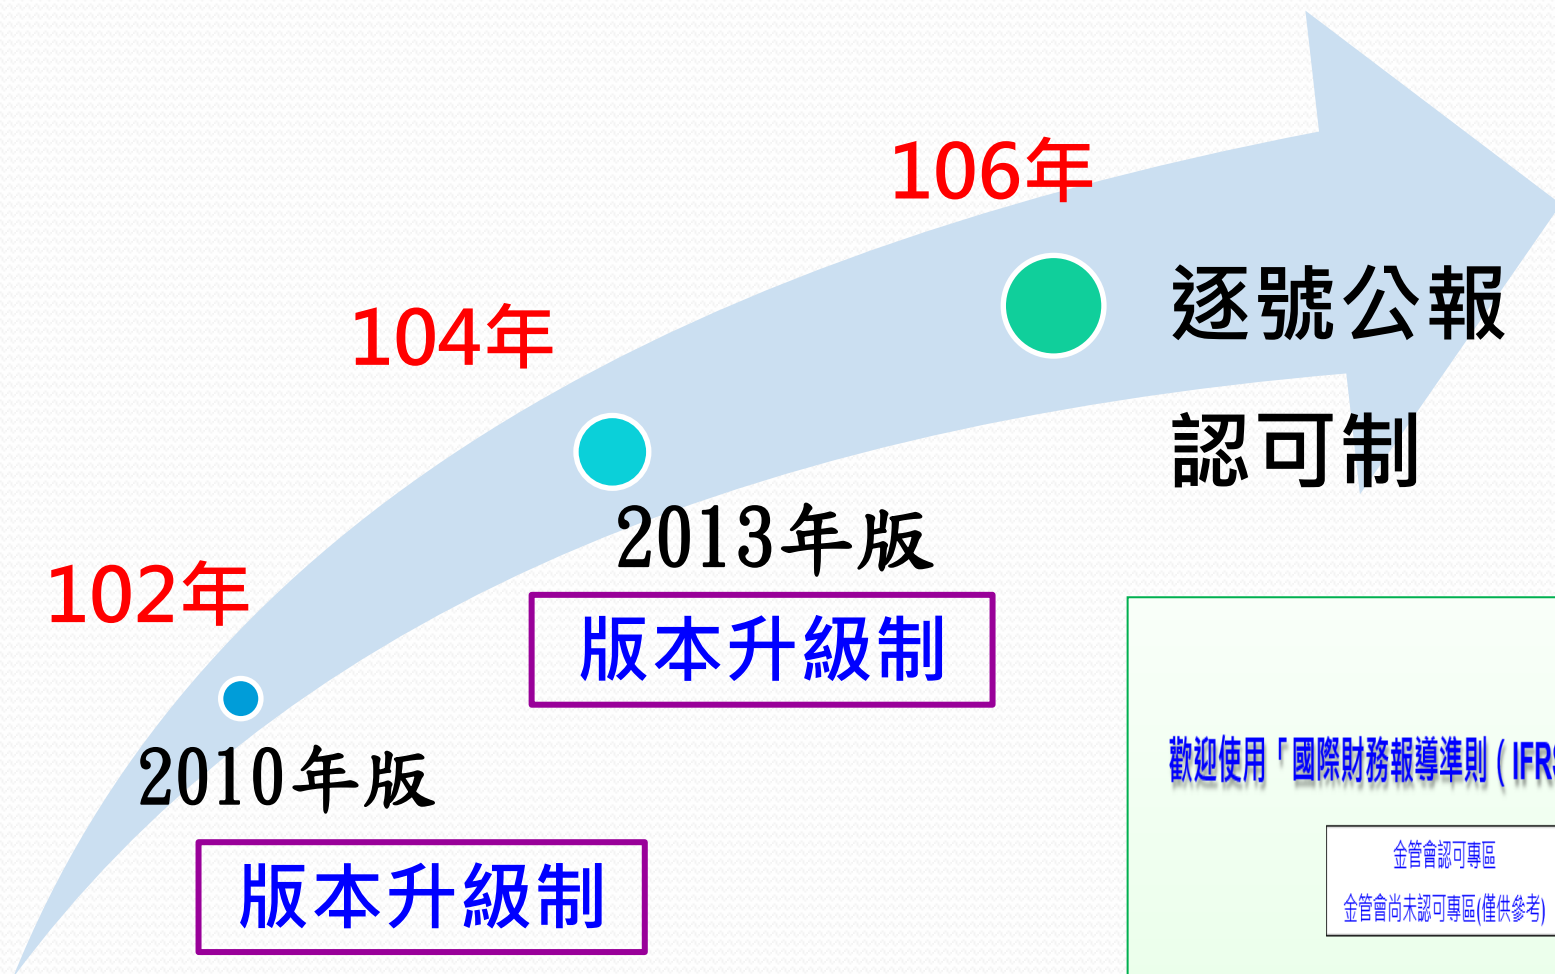 106年
逐號公報
認可制
104年
2013年版
版本升級制
102年
2010年版
版本升級制
歡迎使用「國際財務報導準則（IFRS
金管會認可專區
金管會尚未認可專區(僅供參考)